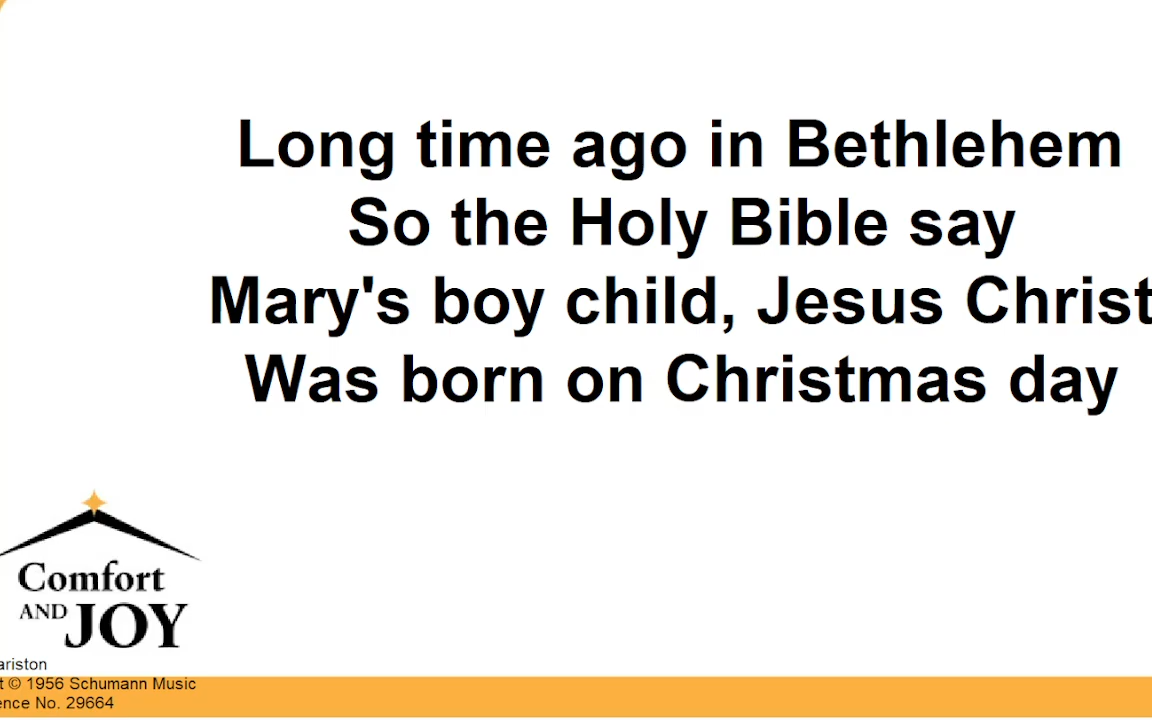 Long time ago in Bethlehem
So the Holy Bible say
Mary's boy child, Jesus Christ
Was born on Christmas day
Comfort
AND JOY
ariston
t © 1956 Schumann Music
ence No. 29664